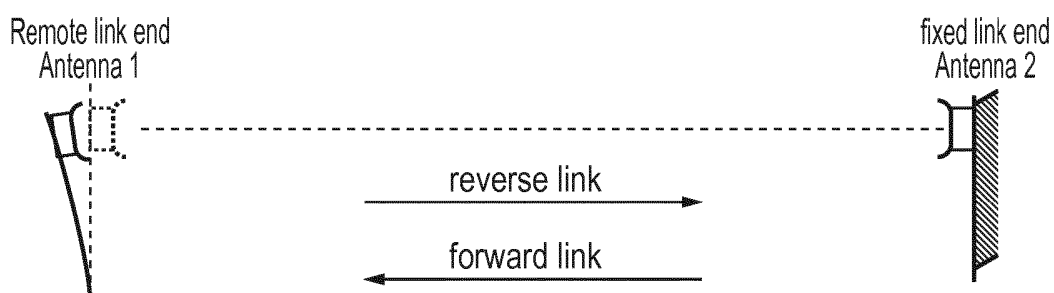 Remote link end
Antenna 1
fixed link end
Antenna 2
reverse link
forward link